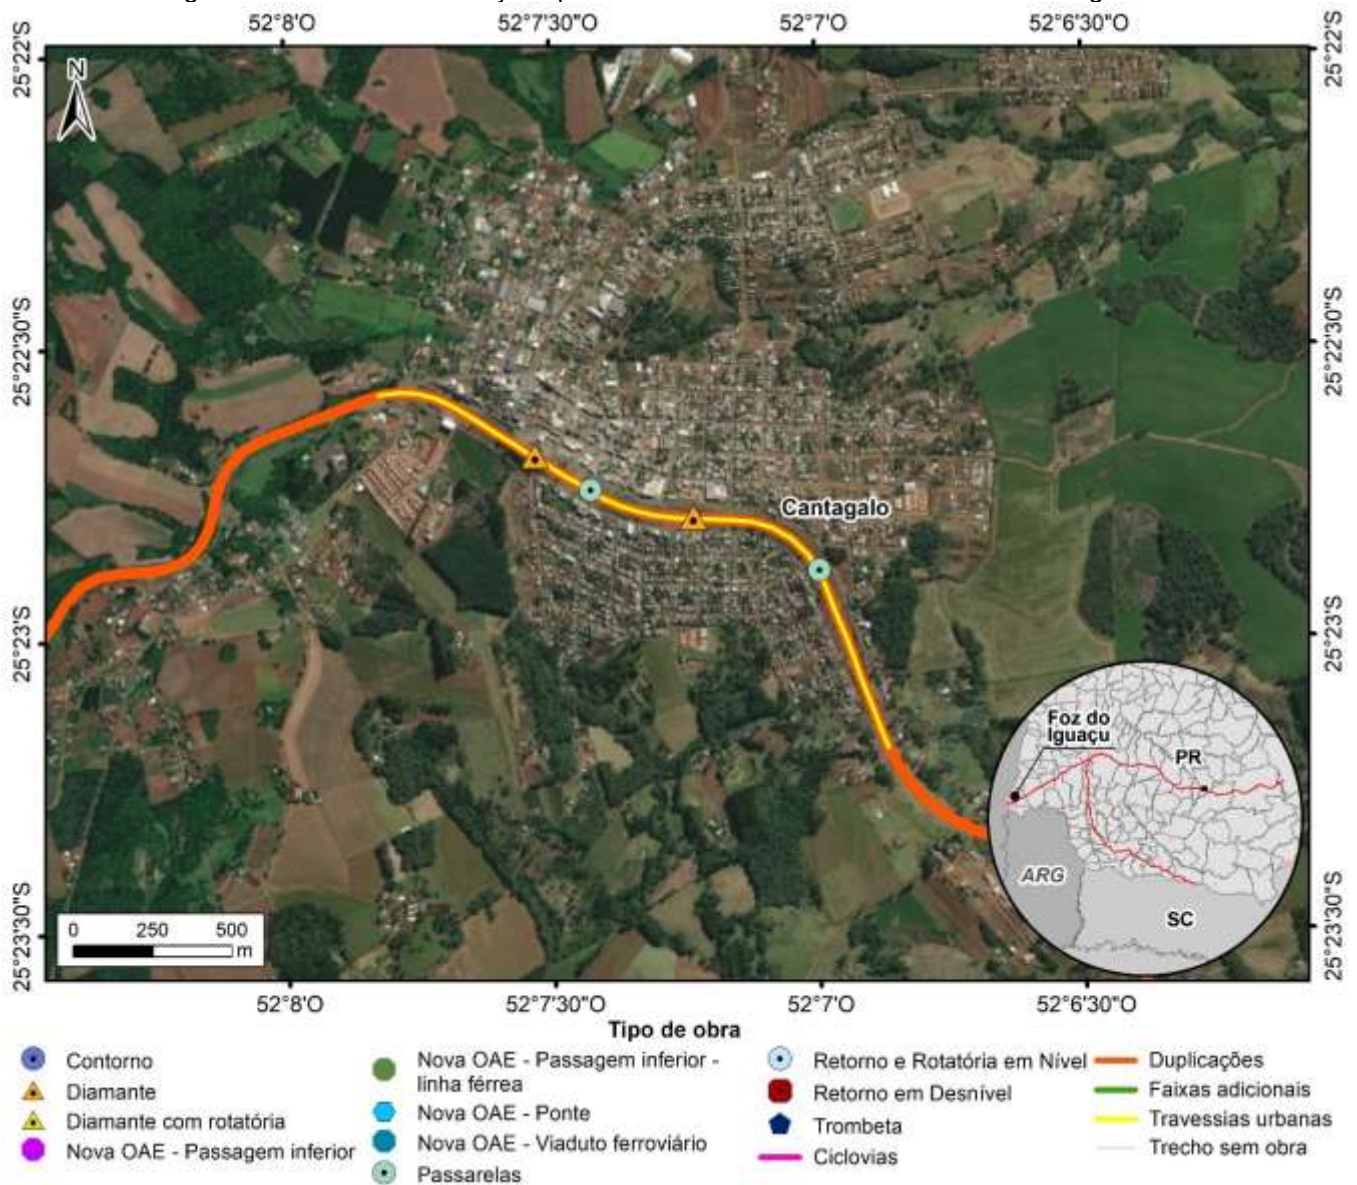 52°8'O 52°7'30"O 52°7'O 52°6'30"O
25°22'S 25°22'S
N
25°22'30"S 25°22'30"S
Cantagalo
25°23'S 25°23'S
Foz do
Iguaçu
PR
ARG
SC
25°23'30"S 25°23'30"S
0 250 500
m
52°8'O 52°7'30"O 52°7'O 52°6'30"O
Tipo de obra
Contorno
Diamante
Diamante com rotatória
Nova OAE - Passagem inferior
Nova OAE - Passagem inferior -
linha férrea
Nova OAE - Ponte
Nova OAE - Viaduto ferroviário
Passarelas
Retorno e Rotatória em Nível
Retorno em Desnível
Trombeta
Ciclovias
Duplicações
Faixas adicionais
Travessias urbanas
Trecho sem obra